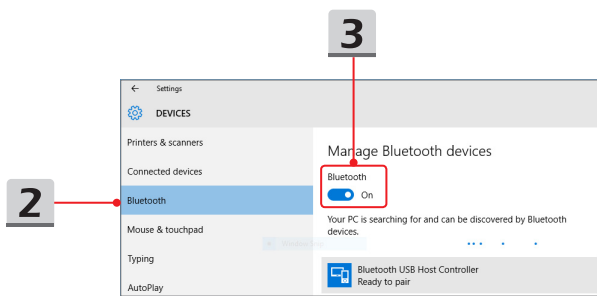 3
← Settings
DEVICES
Printers & scanners
Connected devices
2
Bluetooth
Mouse & touchpad
Typing
AutoPlay
Manage Bluetooth devices
Bluetooth
On
Your PC is searching for and can be discovered by Bluetooth
devices.
Bluetooth USB Host Controller
Ready to pair